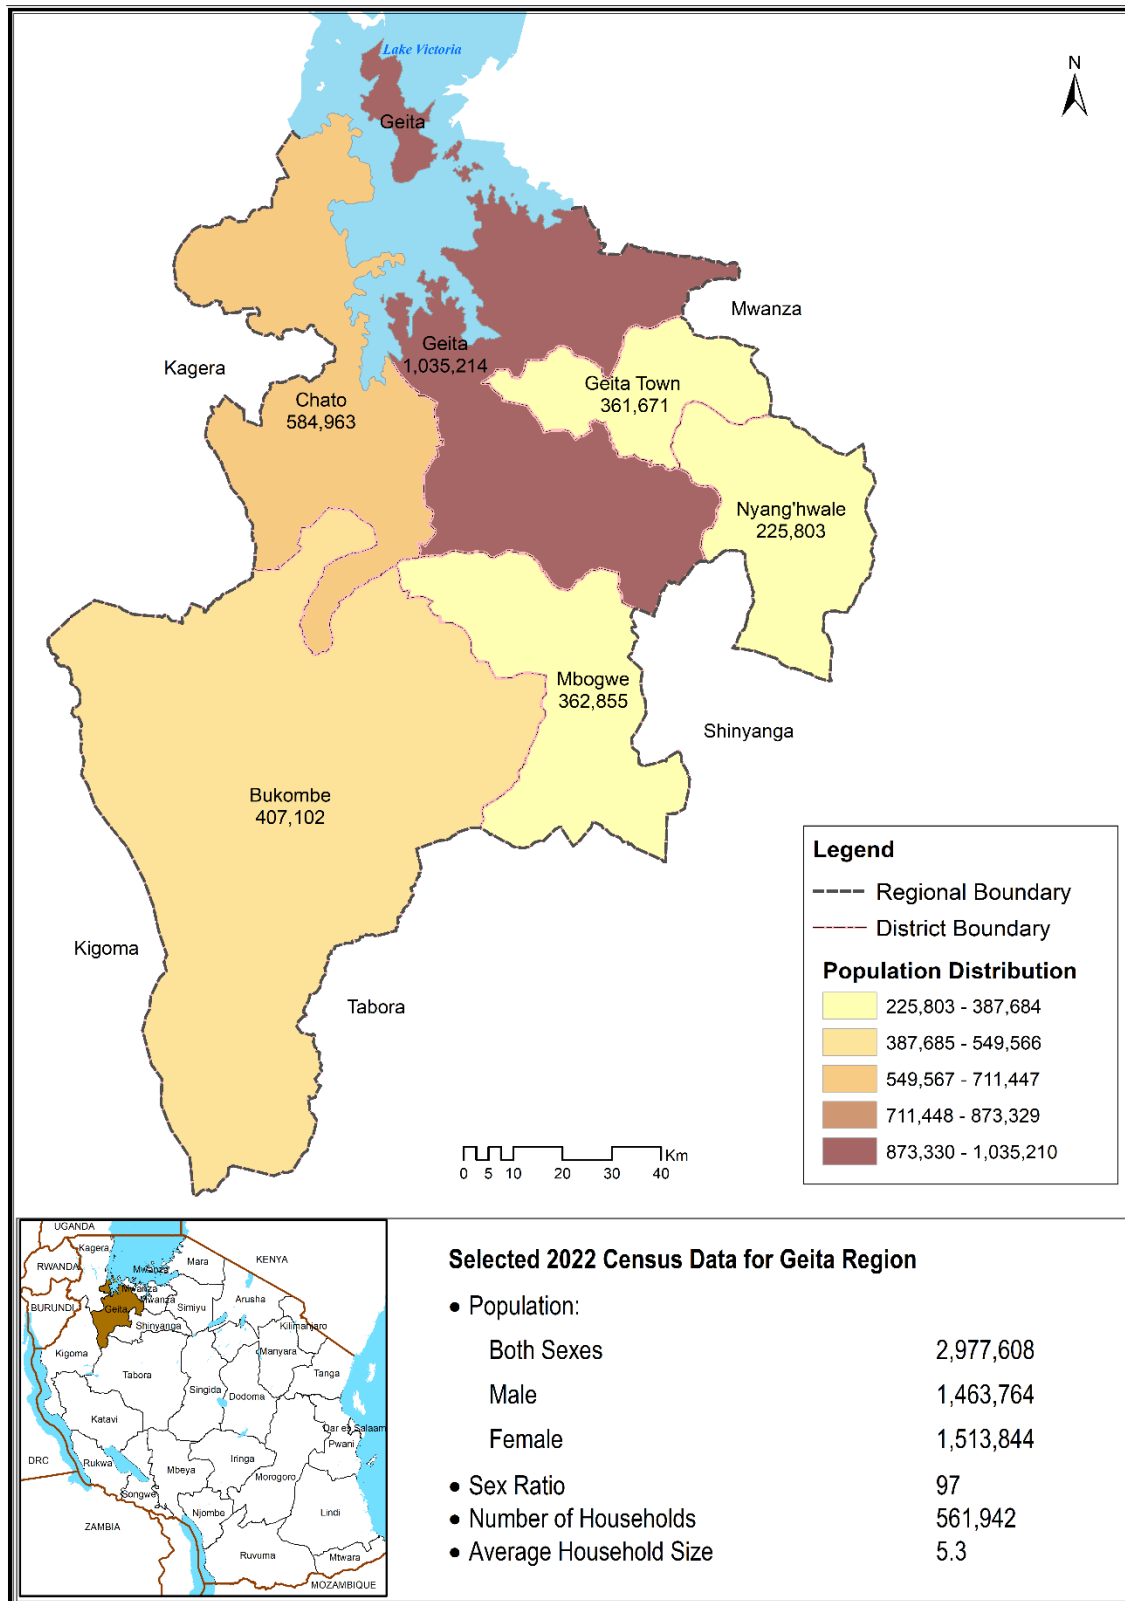 Lake Victoria
N
Geita
Mwanza
Geita
1,035,214
Kagera
Geita Town
361,671
Chato
584,963
Nyang'hwale
225,803
Mbogwe
362,855
Shinyanga
Bukombe
407,102
Kigoma
Tabora
Legend
Regional Boundary
District Boundary
Population Distribution
225,803 - 387,684
387,685 - 549,566
549,567 - 711,447
711,448 - 873,329
873,330 - 1,035,210
Km
0 5 10 20 30 40
UGANDA
Kagera
RWANDA
Mwanza
Mara
KENYA
Mwanza
Mwanza
BURUNDI
Geita
Simiyu
Arusha
Shinyanga
Kilimanjaro
Kigoma
Manyara
Tabora
Singida
Dodoma
Tanga
Katavi
Dar es Salaam
Pwani
DRC
Rukwa
Mbeya
Iringa
Morogoro
Songwe
Njombe
Lindi
ZAMBIA
Ruvuma
Mtwara
MOZAMBIQUE
Selected 2022 Census Data for Geita Region
• Population:
Both Sexes 2,977,608
Male 1,463,764
Female 1,513,844
• Sex Ratio 97
• Number of Households 561,942
• Average Household Size 5.3